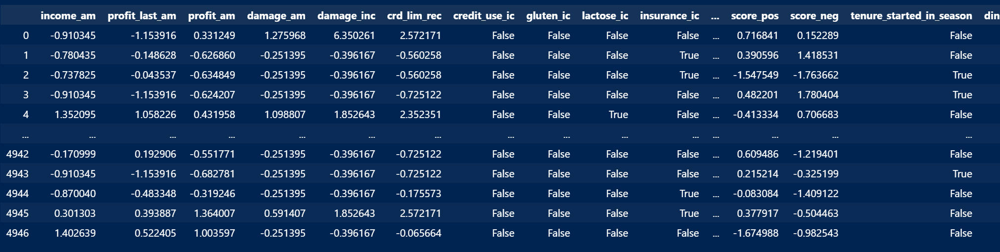 income_am profit_last_am profit_am damage_am damage_inc crd_lim_rec credit_use_ic gluten_ic lactose_ic insurance_ic ... score_pos score_neg tenure_started_in_season din
0 -0.910345 -1.153916 0.331249 1.275968 6.350261 2.572171 False False False False ... 0.716841 0.152289 False
1 -0.780435 -0.148628 -0.626860 -0.251395 -0.396167 -0.560258 False False False True ... 0.390596 1.418531 False
2 -0.737825 -0.043537 -0.634849 -0.251395 -0.396167 -0.560258 False False False True ... -1.547549 -1.763662 True
3 -0.910345 -1.153916 -0.624207 -0.251395 -0.396167 -0.725122 False False False False ... 0.482201 1.780404 True
4 1.352095 1.058226 0.431958 1.098807 1.852643 2.352351 False False True False ... -0.413334 0.706683 False
... ... ... ... ... ... ... ... ... ... ... ... ... ... ...
4942 -0.170999 0.192906 -0.551771 -0.251395 -0.396167 -0.725122 False False False False ... 0.609486 -1.219401 False
4943 -0.910345 -1.153916 -0.682781 -0.251395 -0.396167 -0.725122 False False False False ... 0.215214 -0.325199 True
4944 -0.870040 -0.483348 -0.319246 -0.251395 -0.396167 -0.175573 False False False True ... -0.083084 -1.409122 False
4945 0.301303 0.393887 1.364007 0.591407 1.852643 2.572171 False False False True ... 0.377917 -0.504463 False
4946 1.402639 0.522405 1.003597 -0.251395 -0.396167 -0.065664 False False False False ... -1.674988 -0.982543 False